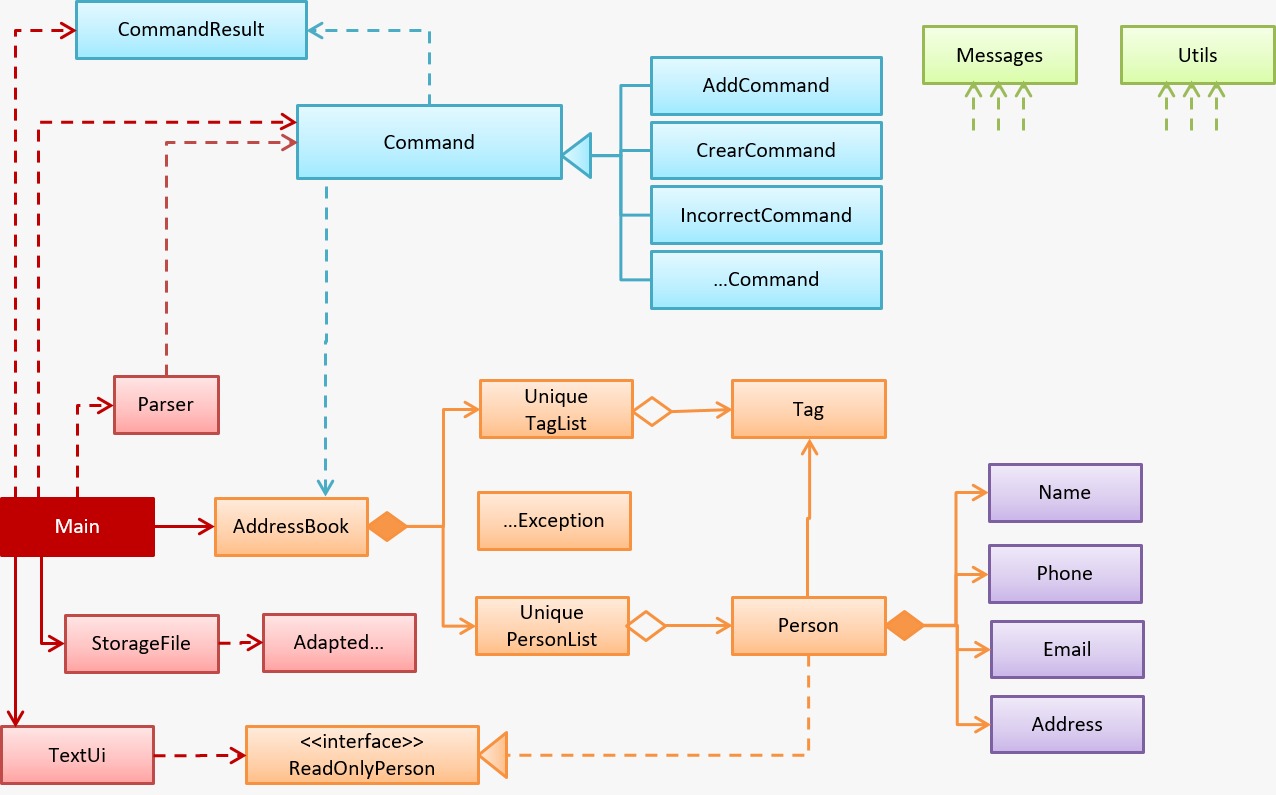 CommandResult
Messages
Utils
AddCommand
Command
CrearCommand
IncorrectCommand
...Command
Parser
Unique
TagList
Tag
Main
AddressBook
...Exception
Name
Phone
Unique
PersonList
Person
StorageFile
Adapted...
Email
Address
TextUi
<<interface>>
ReadOnlyPerson